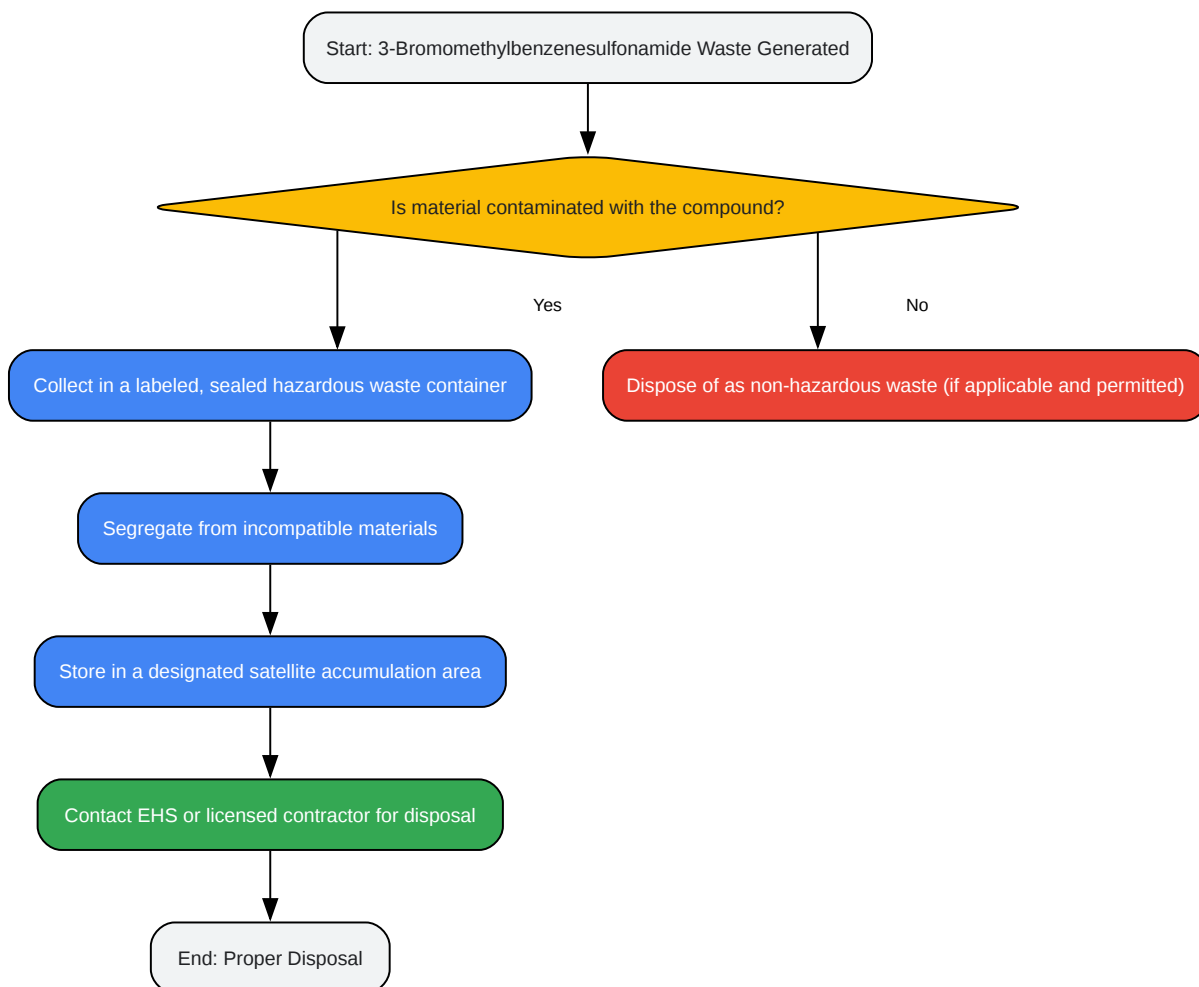 Start: 3-Bromomethylbenzenesulfonamide Waste Generated
Is material contaminated with the compound?
Yes
No
Collect in a labeled, sealed hazardous waste container
Dispose of as non-hazardous waste (if applicable and permitted)
Segregate from incompatible materials
Store in a designated satellite accumulation area
Contact EHS or licensed contractor for disposal
End: Proper Disposal